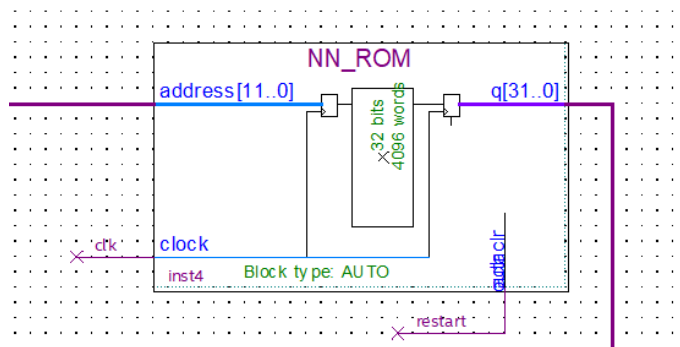 NN_ROM
address[11..0]
q[31..0]
32 bits
4096 words
clk
clock
inst4
Block type: AUTO
restart